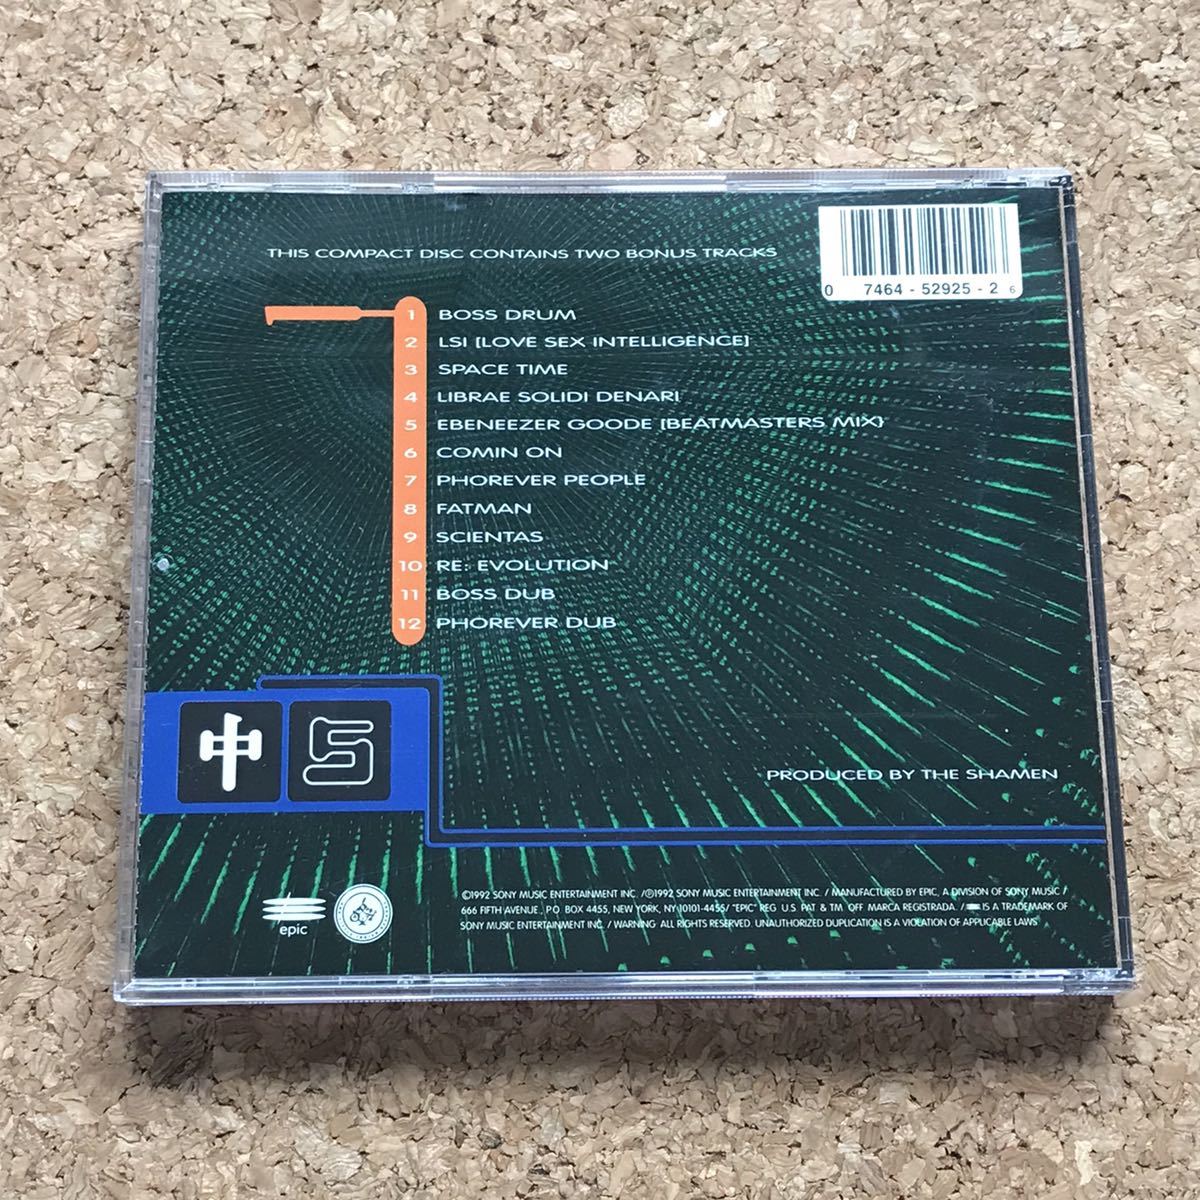 THIS COMPACT DISC CONTAINS TWO BONUS TRACKS
0 7464 - 52925 - 2 6
1 BOSS DRUM
2 LSI [LOVE SEX INTELLIGENCE]
3 SPACE TIME
4 LIBRAE SOLIDI DENARI
5 EBENEEZER GOODE [BEATMASTERS MIX]
6 COMIN ON
7 PHOREVER PEOPLE
8 FATMAN
9 SCIENTAS
10 RE: EVOLUTION
11 BOSS DUB
12 PHOREVER DUB
中 5
PRODUCED BY THE SHAMEN
©1992 SONY MUSIC ENTERTAINMENT INC. /℗1992 SONY MUSIC ENTERTAINMENT INC. / MANUFACTURED BY EPIC, A DIVISION OF SONY MUSIC /
666 FIFTH AVENUE, P.O. BOX 4455, NEW YORK, NY 10101-4455/ "EPIC" REG. U.S. PAT. & TM. OFF. MARCA REGISTRADA. / IS A TRADEMARK OF
SONY MUSIC ENTERTAINMENT INC. / WARNING: ALL RIGHTS RESERVED. UNAUTHORIZED DUPLICATION IS A VIOLATION OF APPLICABLE LAWS
epic